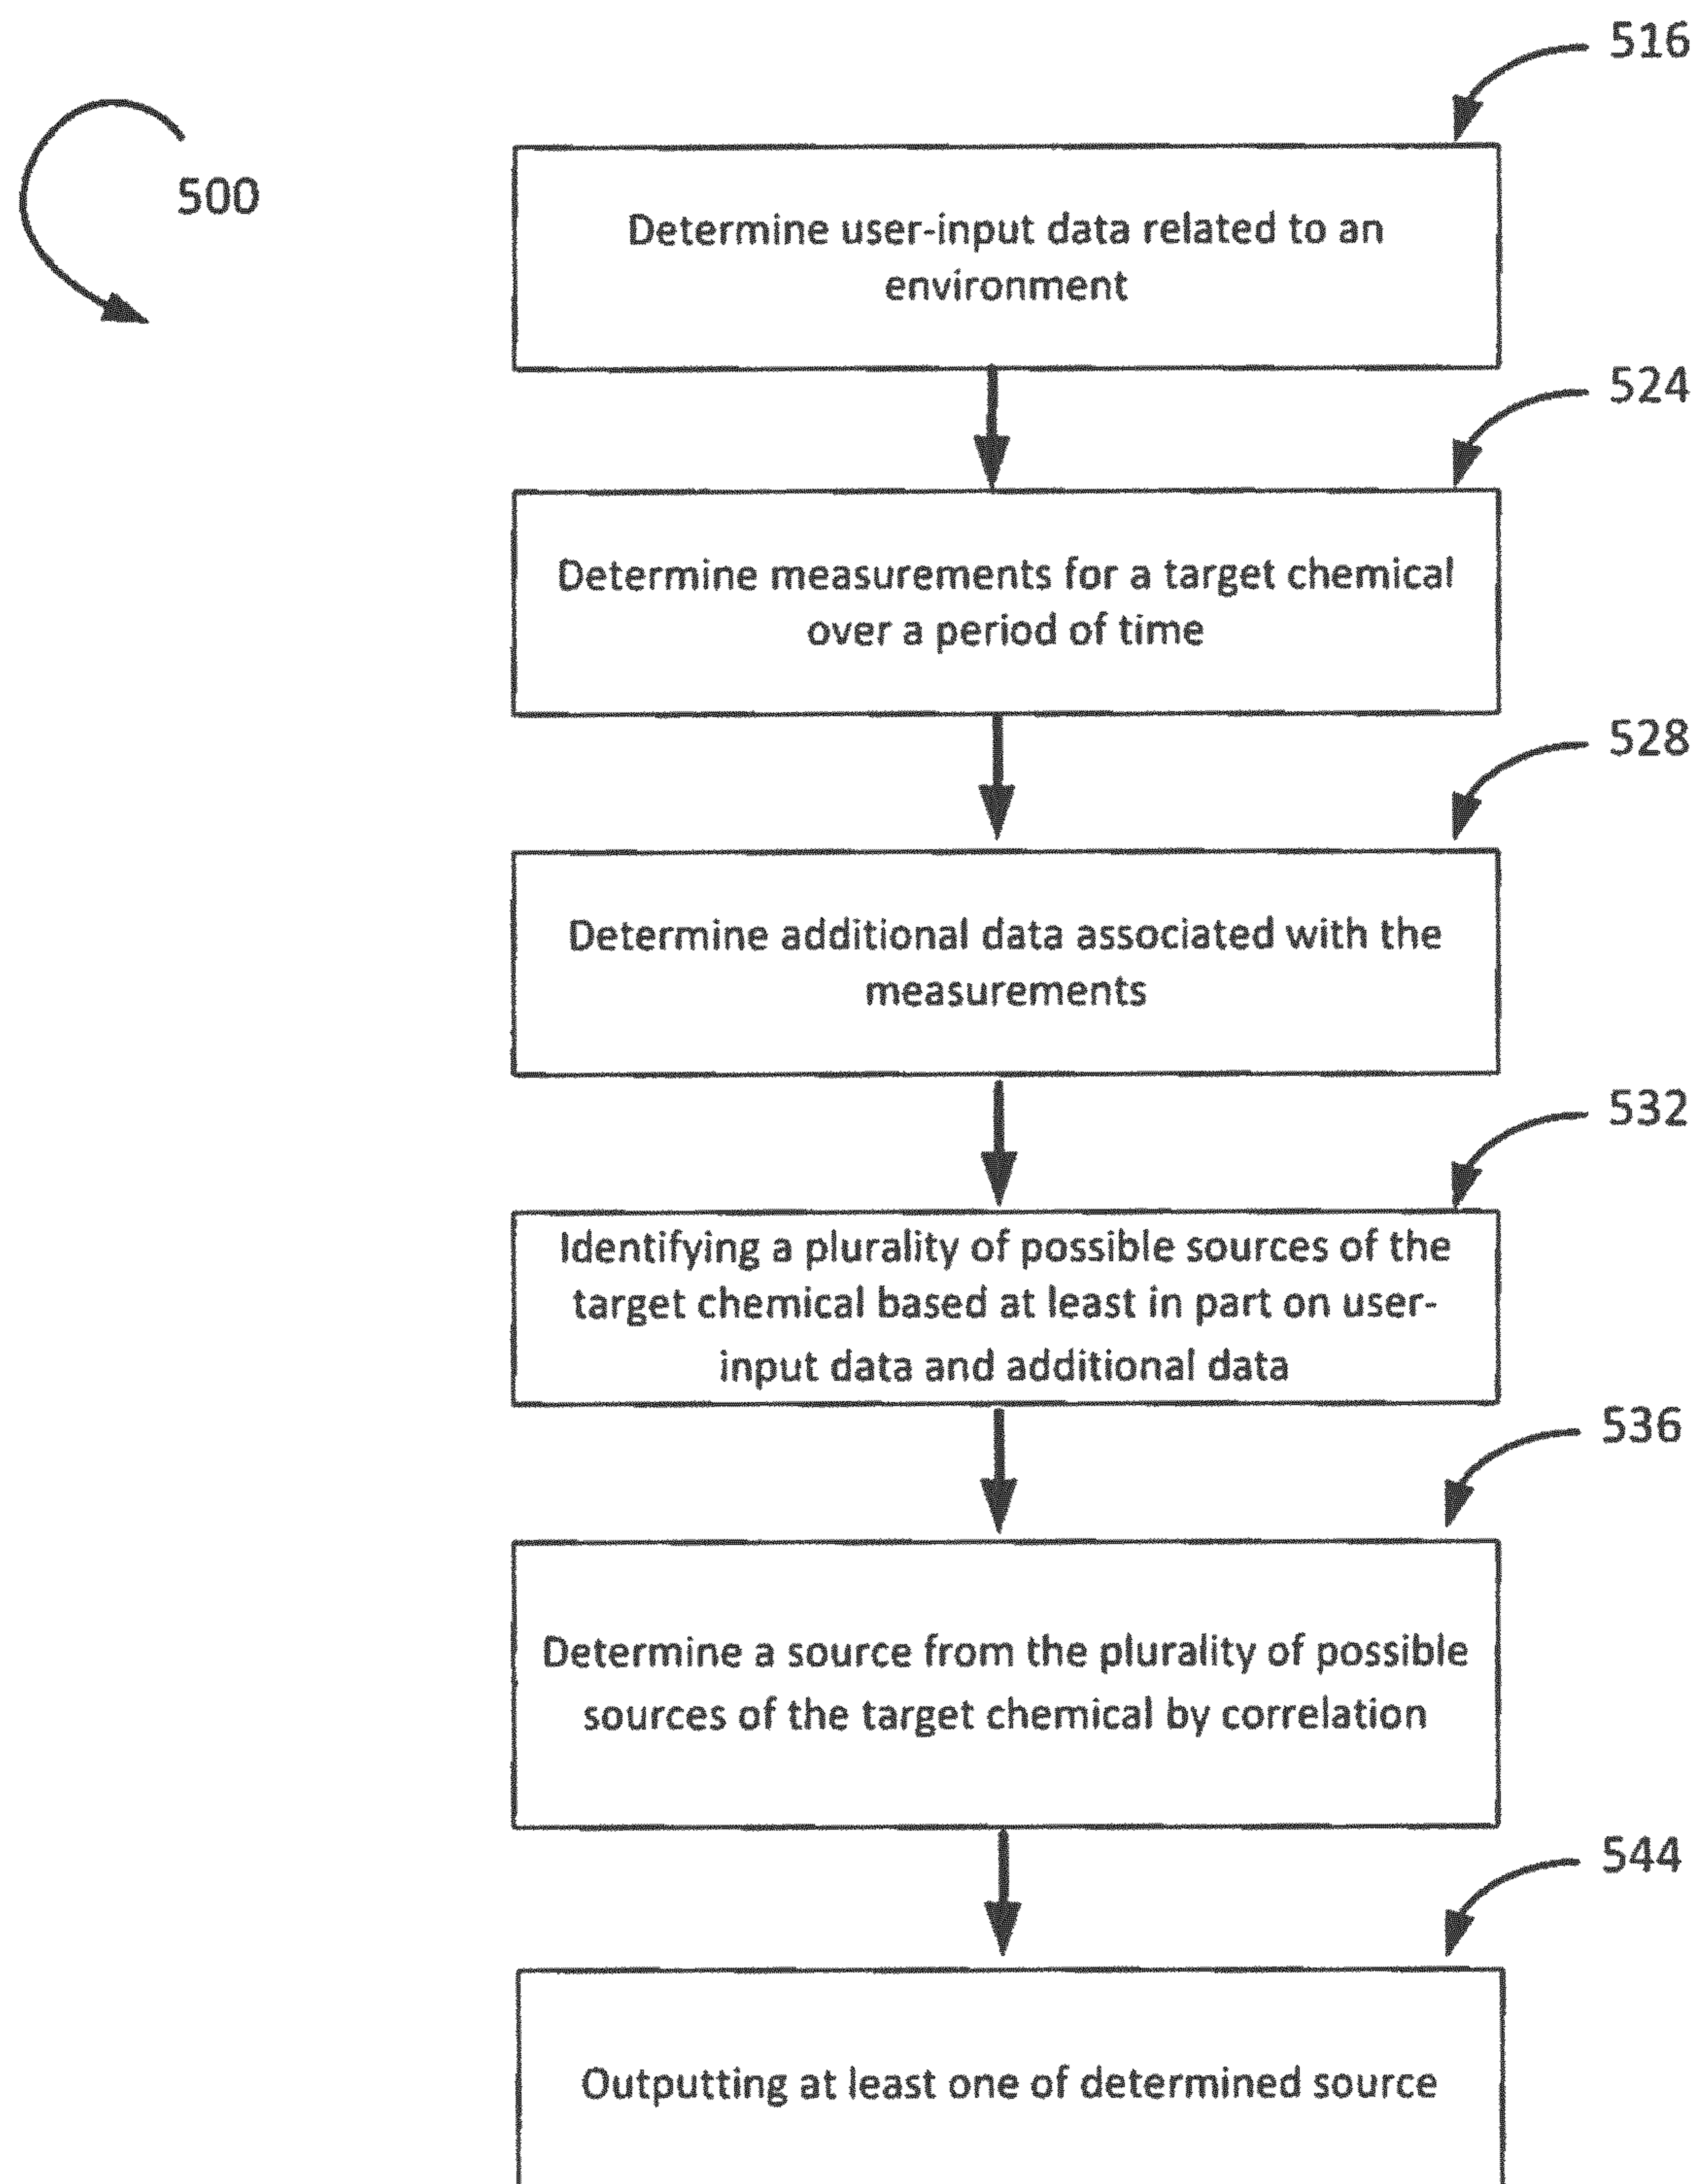 516
500
Determine user-input data related to an
environment
524
Determine measurements for a target chemical
over a period of time
528
Determine additional data associated with the
measurements
532
Identifying a plurality of possible sources of the
target chemical based at least in part on user-
input data and additional data
536
Determine a source from the plurality of possible
sources of the target chemical by correlation
544
Outputting at least one of determined source